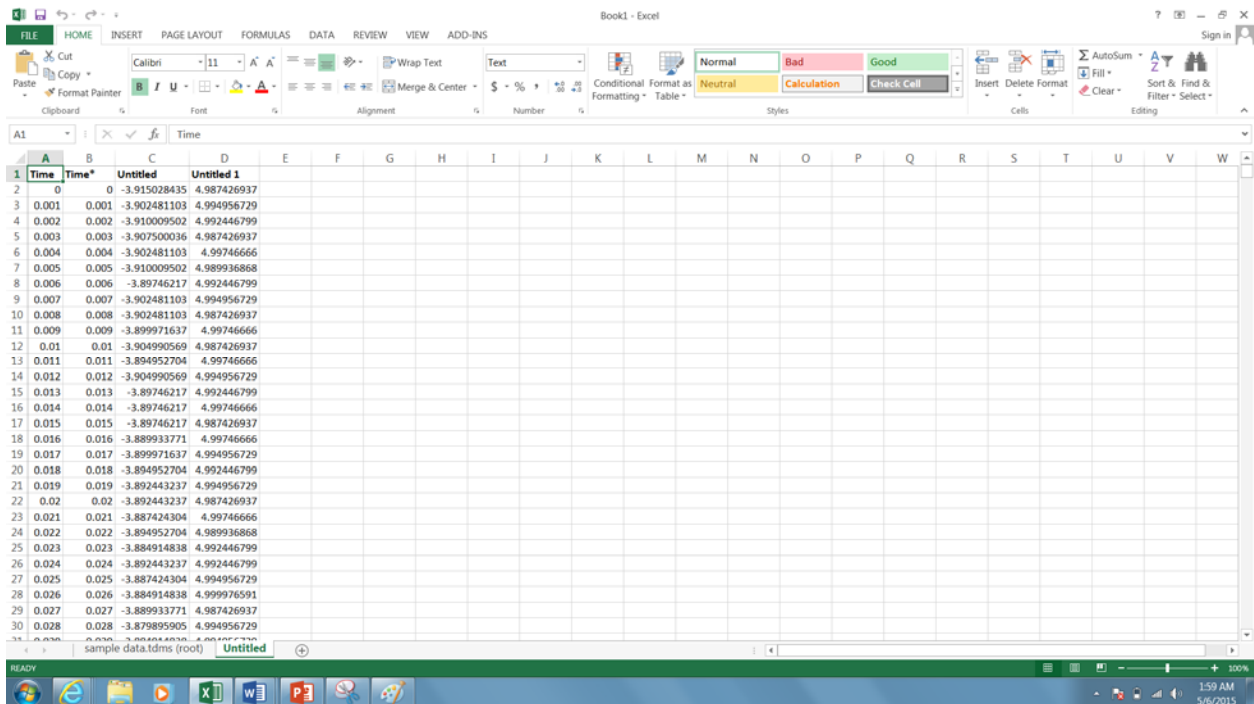 Book1 - Excel
FILE HOME INSERT PAGE LAYOUT FORMULAS DATA REVIEW VIEW ADD-INS Sign in
Paste Cut Copy Format Painter
Calibri 11
B I U
Wrap Text
Merge & Center
Text
$ % ,
Conditional Formatting Format as Table
Normal Bad Good
Neutral Calculation Check Cell
Insert Delete Format
AutoSum
Fill
Clear
Sort & Filter Find & Select
Clipboard Font Alignment Number Styles Cells Editing
A1 fx Time
A B C D E F G H I J K L M N O P Q R S T U V W
1 Time Time* Untitled Untitled 1
2 0 0 -3.915028435 4.987426937
3 0.001 0.001 -3.902481103 4.994956729
4 0.002 0.002 -3.910009502 4.992446799
5 0.003 0.003 -3.907500036 4.987426937
6 0.004 0.004 -3.902481103 4.99746666
7 0.005 0.005 -3.910009502 4.989936868
8 0.006 0.006 -3.89746217 4.992446799
9 0.007 0.007 -3.902481103 4.994956729
10 0.008 0.008 -3.902481103 4.987426937
11 0.009 0.009 -3.899971637 4.99746666
12 0.01 0.01 -3.904990569 4.987426937
13 0.011 0.011 -3.894952704 4.99746666
14 0.012 0.012 -3.904990569 4.994956729
15 0.013 0.013 -3.89746217 4.992446799
16 0.014 0.014 -3.89746217 4.99746666
17 0.015 0.015 -3.89746217 4.987426937
18 0.016 0.016 -3.889933771 4.99746666
19 0.017 0.017 -3.899971637 4.994956729
20 0.018 0.018 -3.894952704 4.992446799
21 0.019 0.019 -3.892443237 4.994956729
22 0.02 0.02 -3.892443237 4.987426937
23 0.021 0.021 -3.887424304 4.99746666
24 0.022 0.022 -3.894952704 4.989936868
25 0.023 0.023 -3.884914838 4.992446799
26 0.024 0.024 -3.892443237 4.992446799
27 0.025 0.025 -3.887424304 4.994956729
28 0.026 0.026 -3.884914838 4.999976591
29 0.027 0.027 -3.889933771 4.987426937
30 0.028 0.028 -3.879895905 4.994956729
sample data.tdms (root) Untitled
READY 100%
1:59 AM
5/6/2015